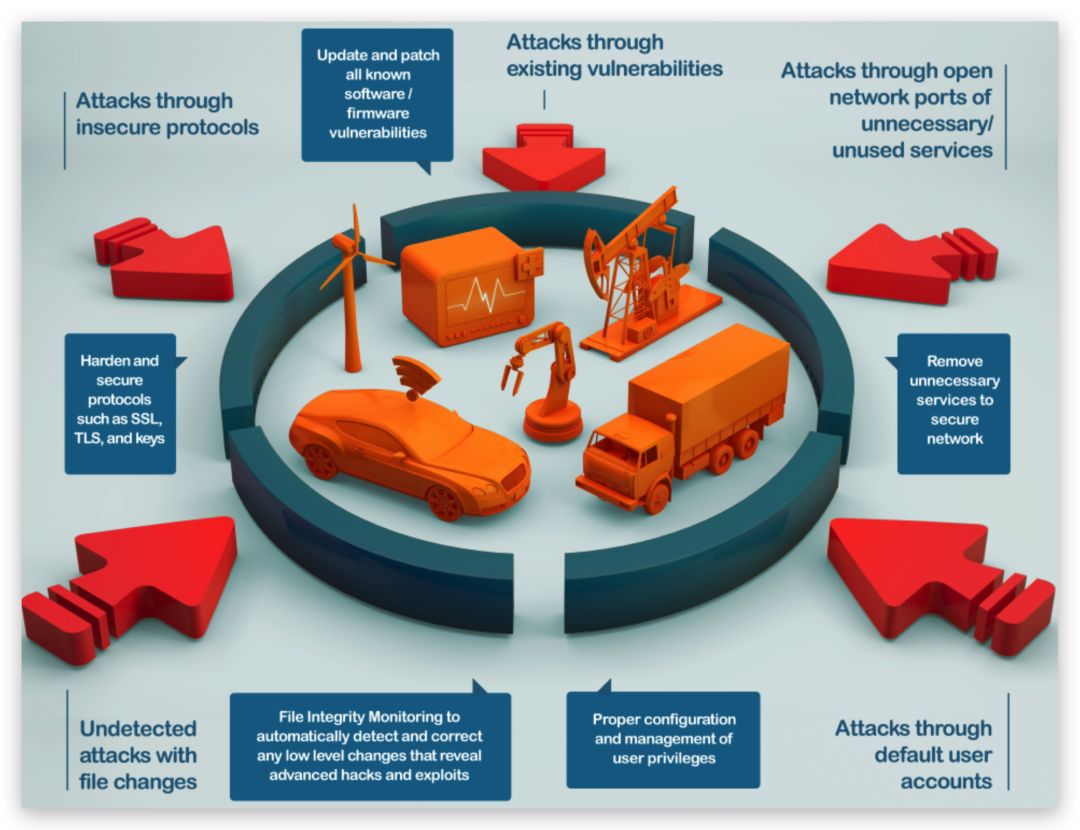 Attacks through
insecure protocols
Update and patch
all known
software /
firmware
vulnerabilities
Attacks through
existing vulnerabilities
Attacks through open
network ports of
unnecessary/
unused services
Harden and
secure
protocols
such as SSL,
TLS, and keys
Remove
unnecessary
services to
secure
network
Undetected
attacks with
file changes
File Integrity Monitoring to
automatically detect and correct
any low level changes that reveal
advanced hacks and exploits
Proper configuration
and management of
user privileges
Attacks through
default user
accounts